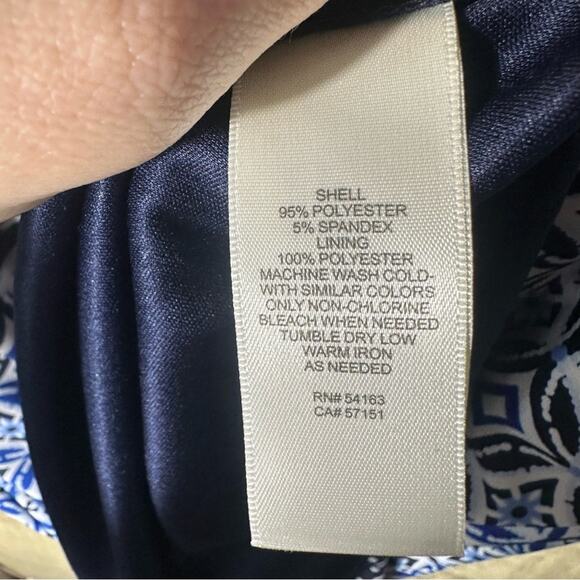 SHELL
95% POLYESTER
5% SPANDEX
LINING
100% POLYESTER
MACHINE WASH COLD-
WITH SIMILAR COLORS
ONLY NON-CHLORINE
BLEACH WHEN NEEDED
TUMBLE DRY LOW
WARM IRON
AS NEEDED
RN# 54163
CA# 57151